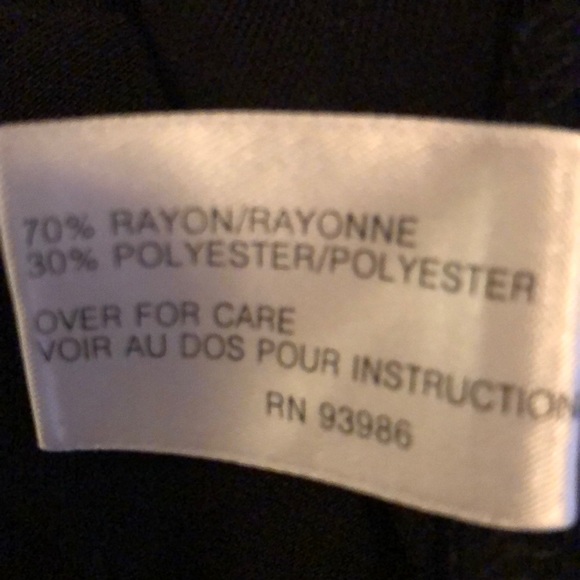 70% RAYON/RAYONNE
30% POLYESTER/POLYESTER
OVER FOR CARE
VOIR AU DOS POUR INSTRUCTION
RN 93986